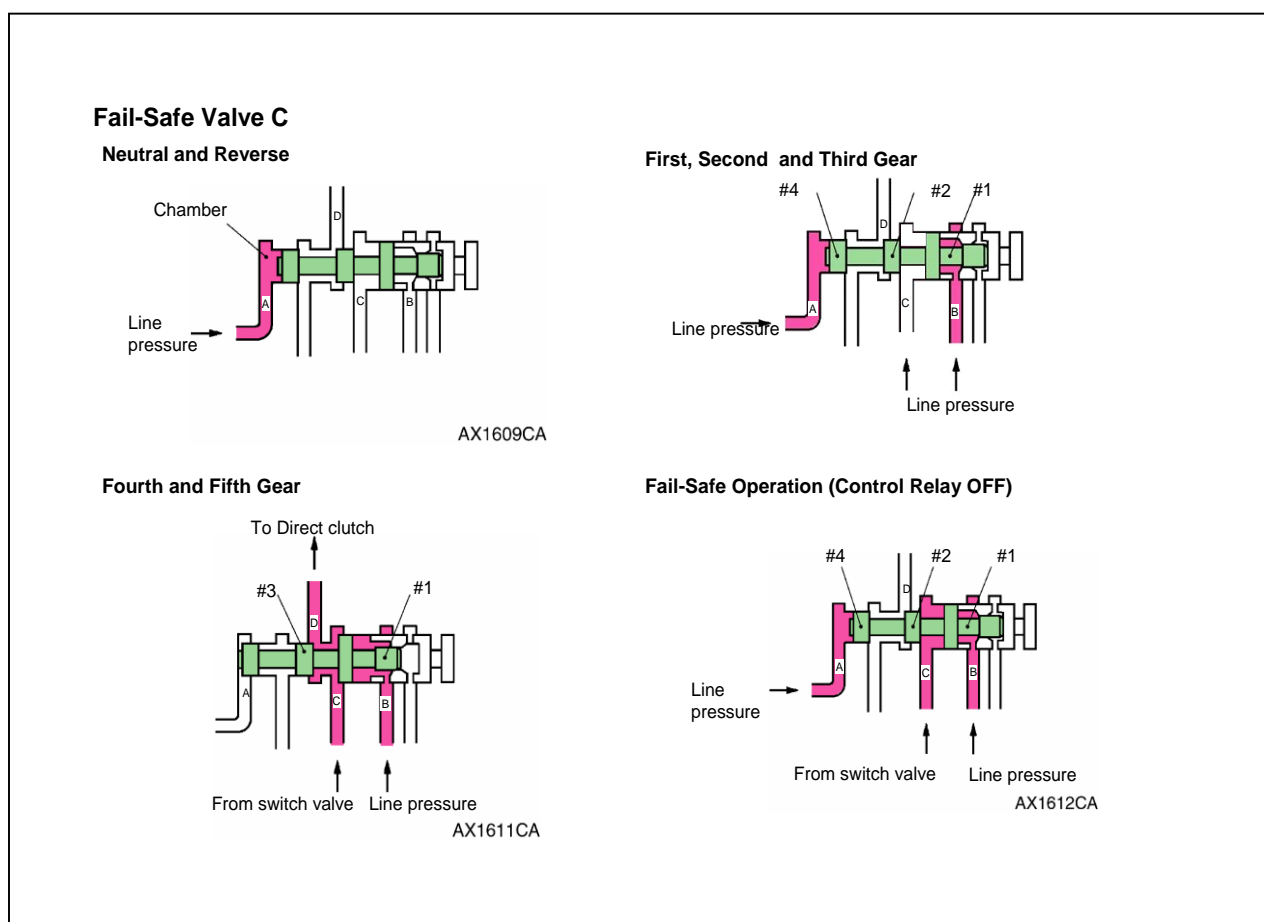 Fail-Safe Valve C
Neutral and Reverse
Chamber
D
A
C
B
Line
pressure
AX1609CA
First, Second  and Third Gear
#4
#2
#1
D
A
C
B
Line pressure
Line pressure
Fourth and Fifth Gear
To Direct clutch
#3
#1
D
A
C
B
From switch valve
Line pressure
AX1611CA
Fail-Safe Operation (Control Relay OFF)
#4
#2
#1
D
A
C
B
Line
pressure
From switch valve
Line pressure
AX1612CA